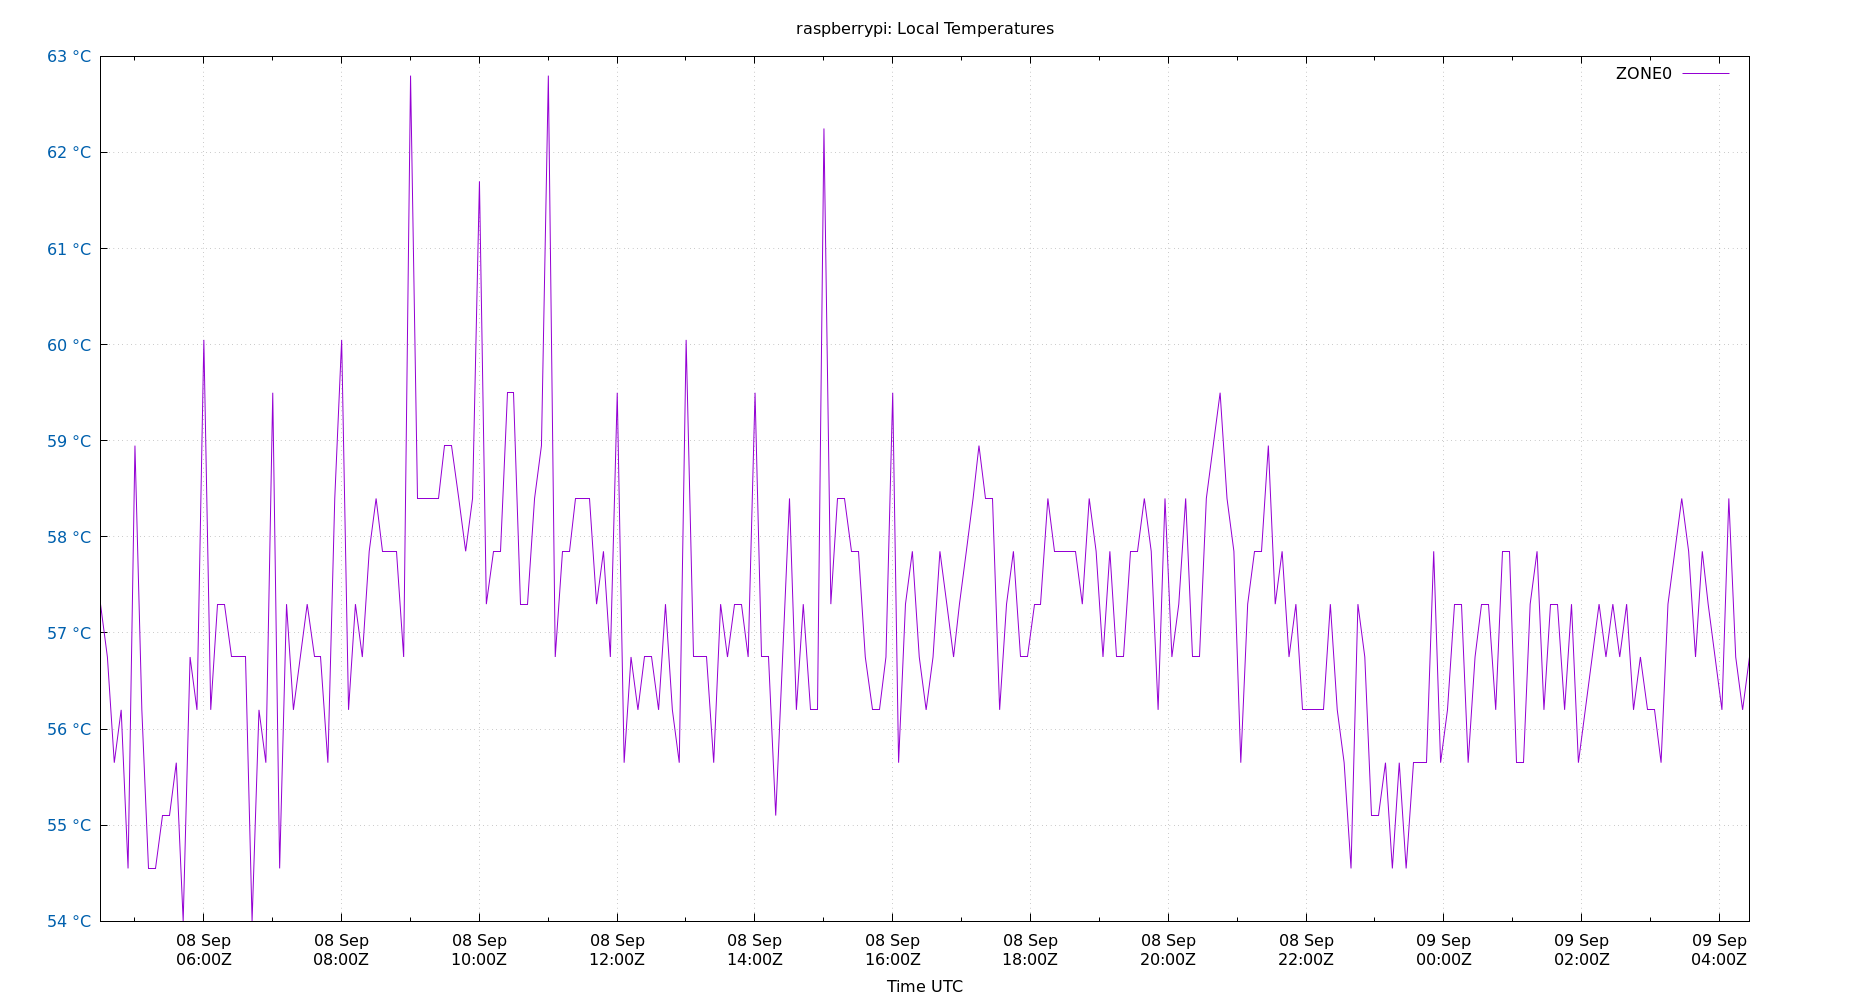 raspberrypi: Local Temperatures
63 °C
ZONE0
62 °C
61 °C
60 °C
59 °C
58 °C
57 °C
56 °C
55 °C
54 °C
08 Sep 08 Sep 08 Sep 08 Sep 08 Sep 08 Sep 08 Sep 08 Sep 08 Sep 09 Sep 09 Sep 09 Sep
06:00Z 08:00Z 10:00Z 12:00Z 14:00Z 16:00Z 18:00Z 20:00Z 22:00Z 00:00Z 02:00Z 04:00Z
Time UTC